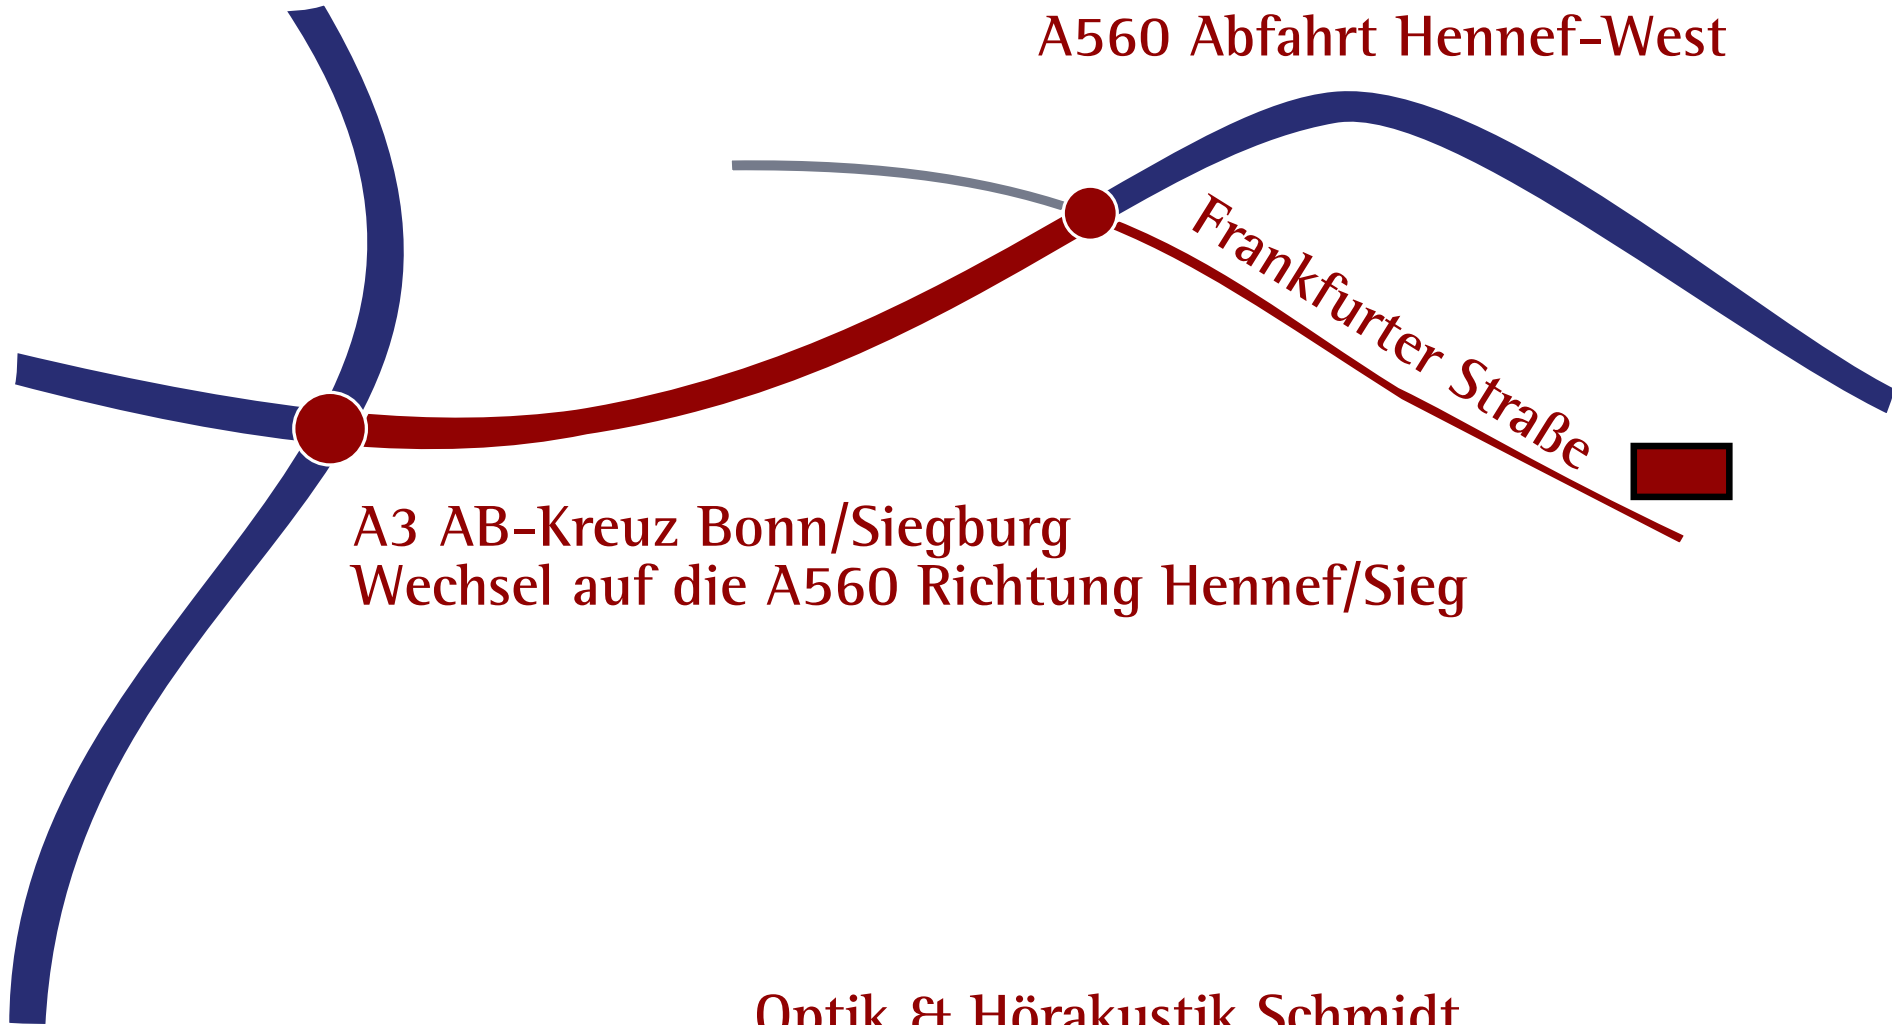 A560 Abfahrt Hennef-West
Frankfurter Straße
A3 AB-Kreuz Bonn/Siegburg
Wechsel auf die A560 Richtung Hennef/Sieg
Optik & Hörakustik Schmidt